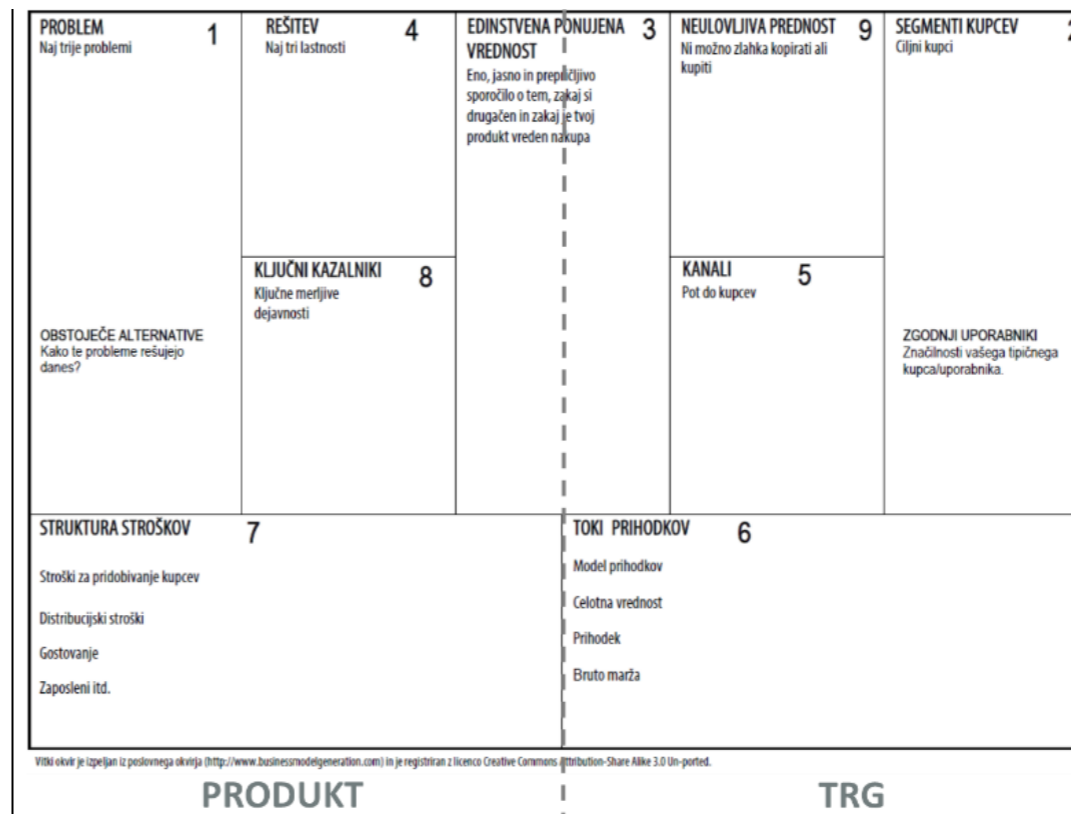 PROBLEM 1
Naj trije problemi
OBSTOJEČE ALTERNATIVE
Kako te probleme rešujejo
danes?
REŠITEV 4
Naj tri lastnosti
KLJUČNI KAZALNIKI 8
Ključne merljive
dejavnosti
EDINSTVENA PONUJENA 3
VREDNOST
Eno, jasno in prepričljivo
sporočilo o tem, zakaj si
drugačen in zakaj je tvoj
produkt vreden nakupa
NEULOVLJIVA PREDNOST 9
Ni možno zlahka kopirati ali
kupiti
KANALI 5
Pot do kupcev
SEGMENTI KUPCEV 2
Ciljni kupci
ZGODNJI UPORABNIKI
Značilnosti vašega tipičnega
kupca/uporabnika.
STRUKTURA STROŠKOV 7
Stroški za pridobivanje kupcev
Distribucijski stroški
Gostovanje
Zaposleni itd.
TOKI PRIHODKOV 6
Model prihodkov
Celotna vrednost
Prihodek
Bruto marža
Vitki okvir je izpeljan iz poslovnega okvirja (http://www.businessmodelgeneration.com) in je registriran z licenco Creative Commons Attribution-Share Alike 3.0 Un-ported.
PRODUKT
TRG